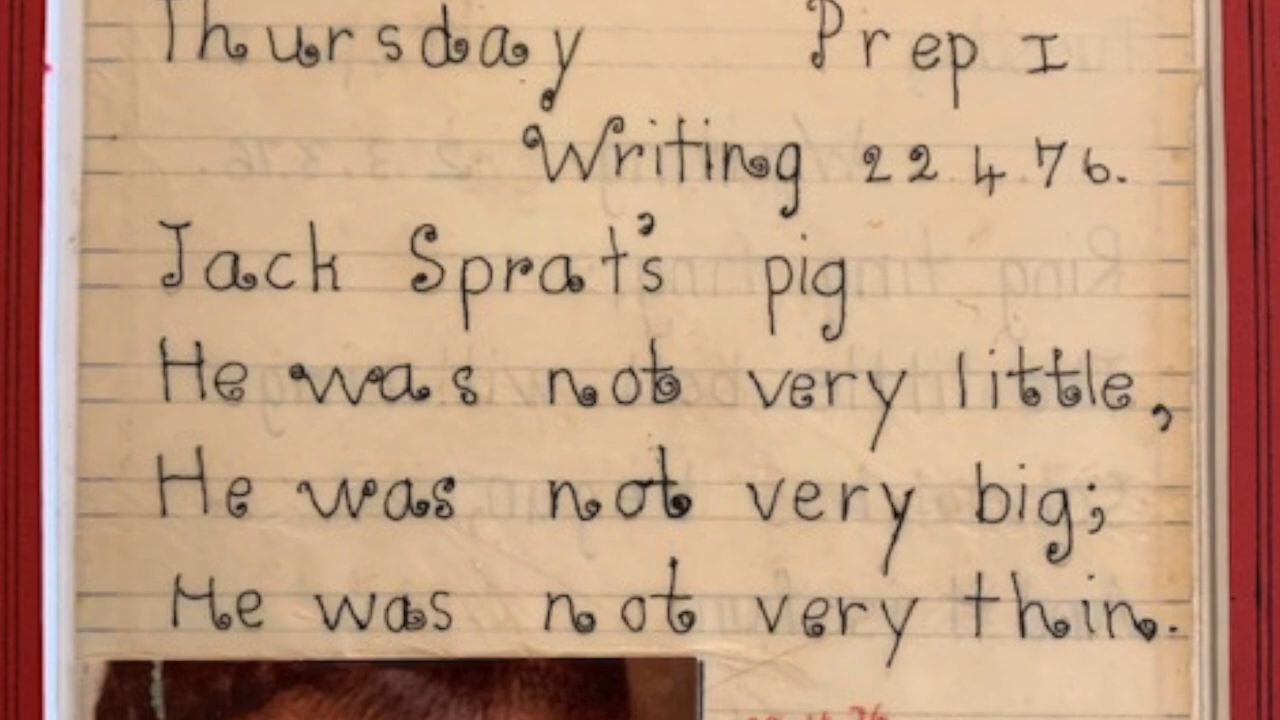 Thursday Prep I
Writing 22.4.76.
Jack Sprat's pig
He was not very little,
He was not very big;
He was not very thin.